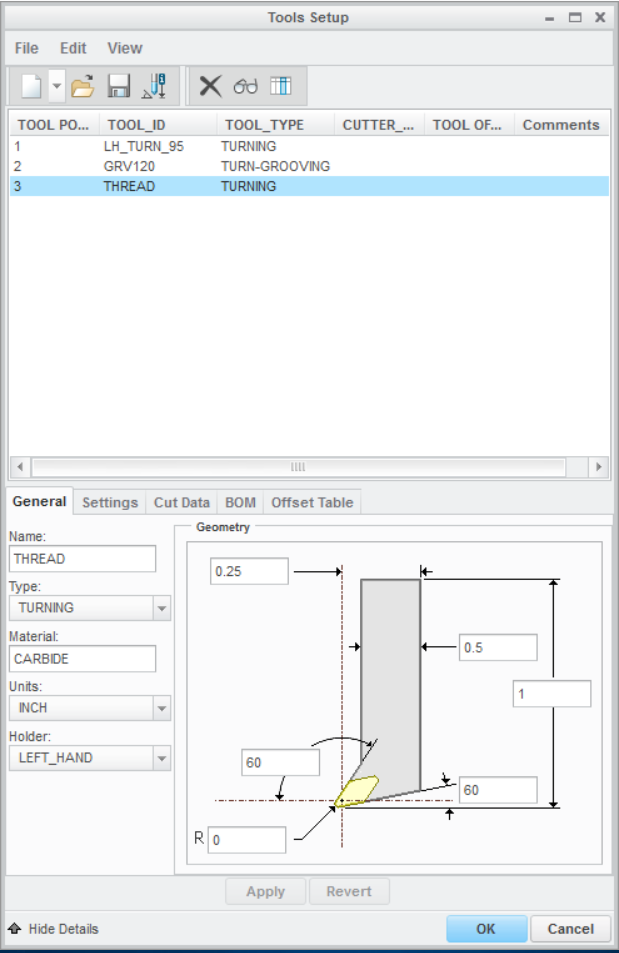 Tools Setup
File Edit View
TOOL PO... TOOL_ID TOOL_TYPE CUTTER_... TOOL OF... Comments
1 LH_TURN_95 TURNING
2 GRV120 TURN-GROOVING
3 THREAD TURNING
General Settings Cut Data BOM Offset Table
Name:
THREAD
Type:
TURNING
Material:
CARBIDE
Units:
INCH
Holder:
LEFT_HAND
Geometry
0.25
0.5
1
60
60
R 0
Apply Revert
Hide Details
OK Cancel